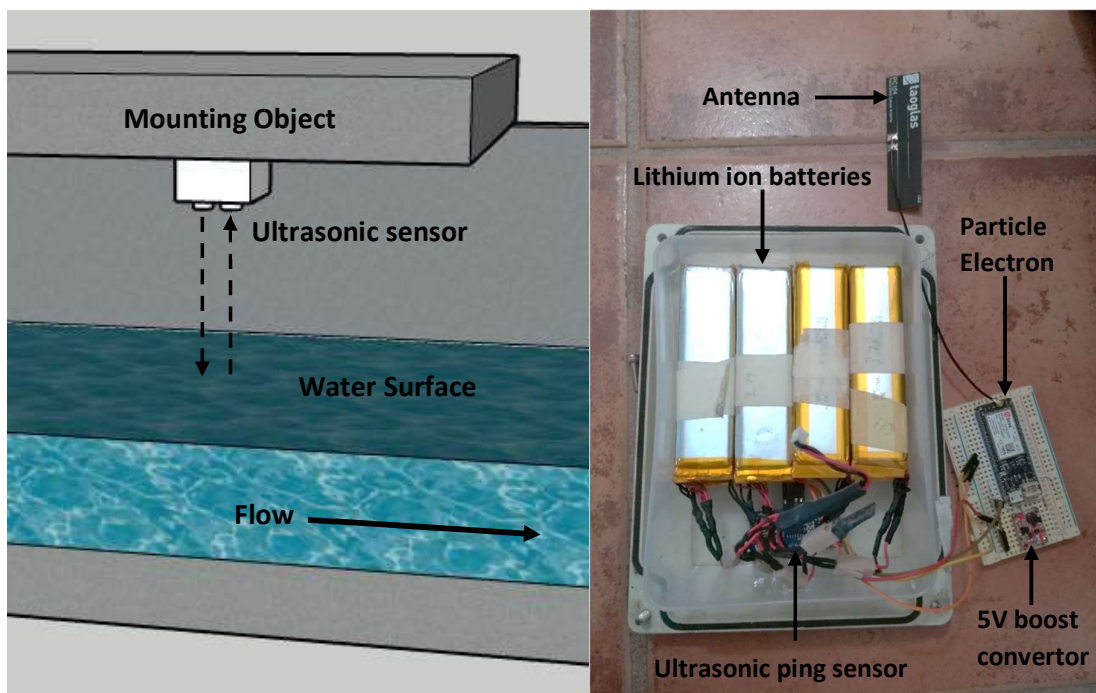 Mounting Object
Ultrasonic sensor
Water Surface
Flow
Antenna
taoglas
Lithium ion batteries
Particle
Electron
Ultrasonic ping sensor
5V boost
convertor